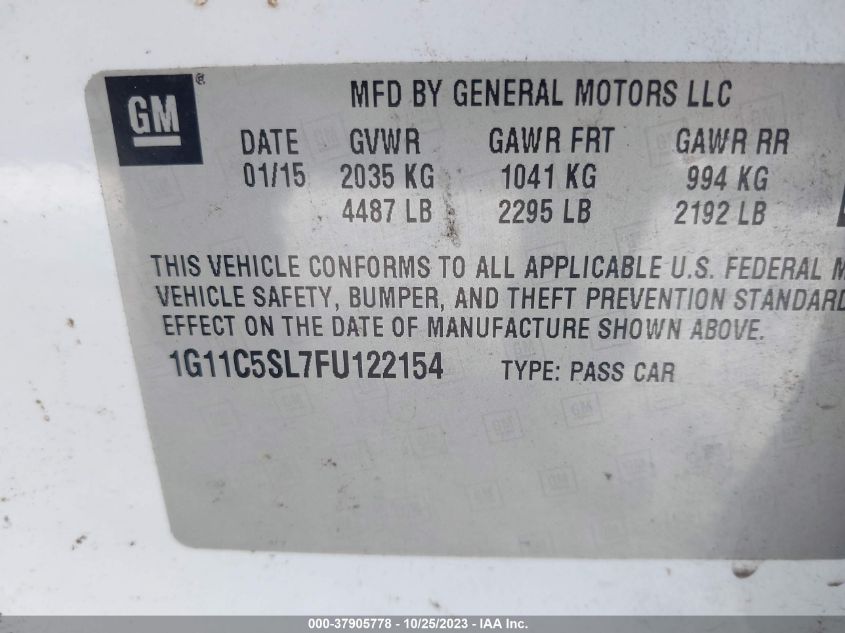 GM ®
MFD BY GENERAL MOTORS LLC
DATE GVWR GAWR FRT GAWR RR
01/15 2035 KG 1041 KG 994 KG
4487 LB 2295 LB 2192 LB
THIS VEHICLE CONFORMS TO ALL APPLICABLE U.S. FEDERAL M
VEHICLE SAFETY, BUMPER, AND THEFT PREVENTION STANDARD
EFFECT ON THE DATE OF MANUFACTURE SHOWN ABOVE.
1G11C5SL7FU122154 TYPE: PASS CAR
000-37905778 - 10/25/2023 - IAA Inc.